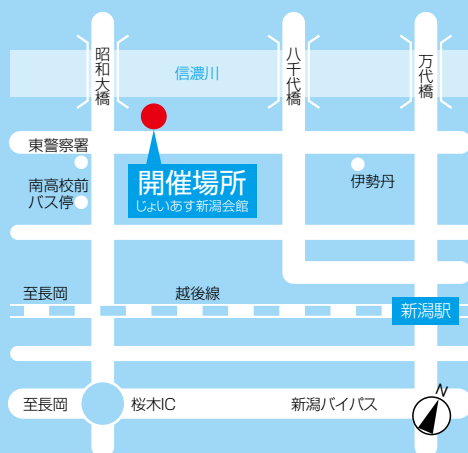 昭和大橋
八千代橋
万代橋
信濃川
東警察署
南高校前
バス停
開催場所
じょいあす新潟会館
伊勢丹
至長岡
越後線
新潟駅
至長岡
桜木IC
新潟バイパス
N